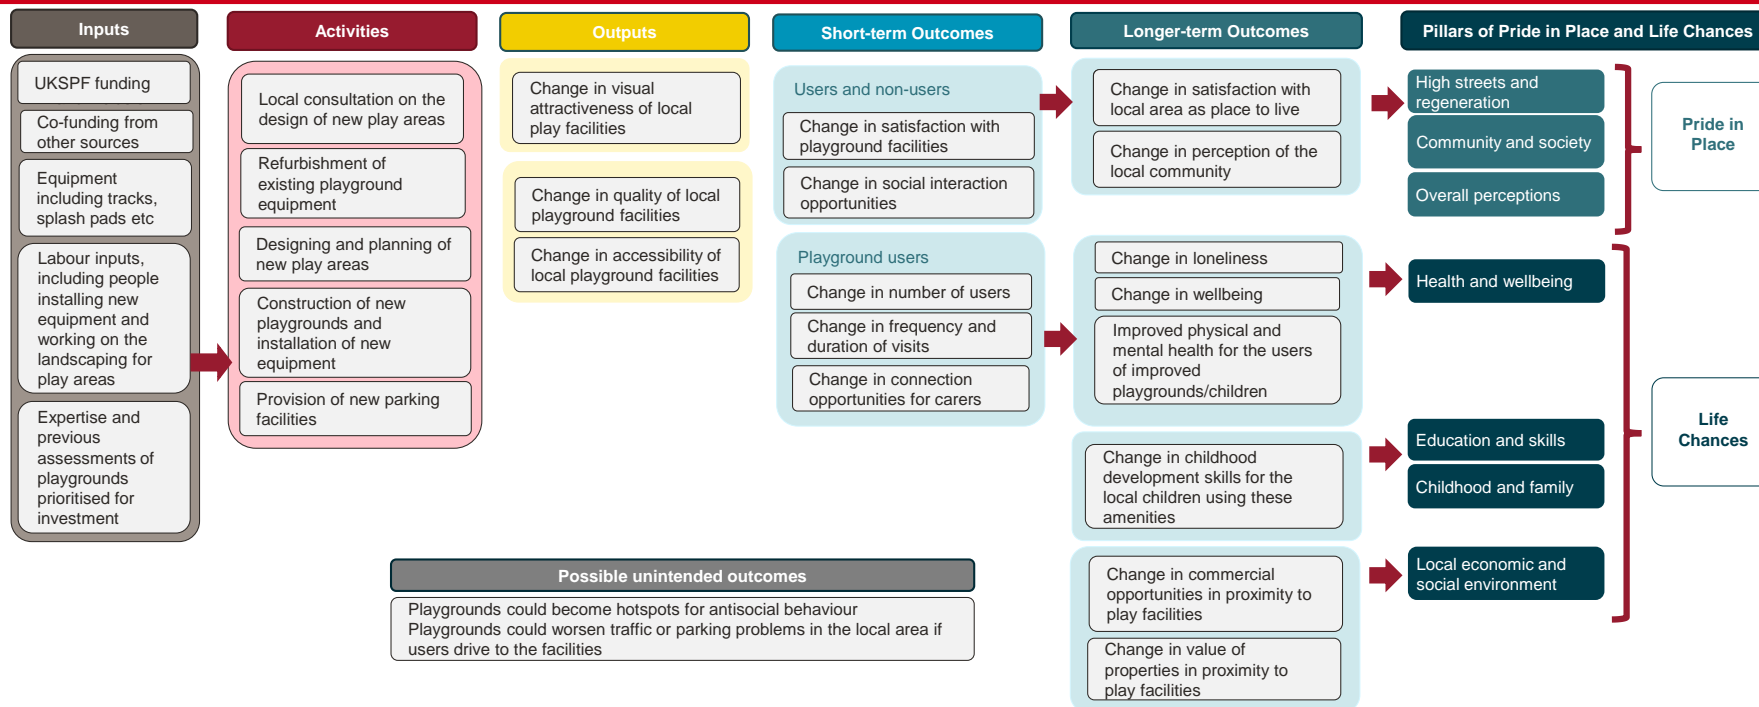 Inputs
UKSPF funding
Co-funding from
other sources
Equipment
including tracks,
splash pads etc
Labour inputs,
including people
installing new
equipment and
working on the
landscaping for
play areas
Expertise and
previous
assessments of
playgrounds
prioritised for
investment
Activities
Local consultation on the
design of new play areas
Refurbishment of
existing playground
equipment
Designing and planning of
new play areas
Construction of new
playgrounds and
installation of new
equipment
Provision of new parking
facilities
Outputs
Change in visual
attractiveness of local
play facilities
Change in quality of local
playground facilities
Change in accessibility of
local playground facilities
Short-term Outcomes
Users and non-users
Change in satisfaction with
playground facilities
Change in social interaction
opportunities
Playground users
Change in number of users
Change in frequency and
duration of visits
Change in connection
opportunities for carers
Longer-term Outcomes
Change in satisfaction with
local area as place to live
Change in perception of the
local community
Change in loneliness
Change in wellbeing
Improved physical and
mental health for the users
of improved
playgrounds/children
Change in childhood
development skills for the
local children using these
amenities
Change in commercial
opportunities in proximity to
play facilities
Change in value of
properties in proximity to
play facilities
Pillars of Pride in Place and Life Chances
High streets and
regeneration
Community and society
Overall perceptions
Health and wellbeing
Education and skills
Childhood and family
Local economic and
social environment
Pride in
Place
Life
Chances
Possible unintended outcomes
Playgrounds could become hotspots for antisocial behaviour
Playgrounds could worsen traffic or parking problems in the local area if
users drive to the facilities